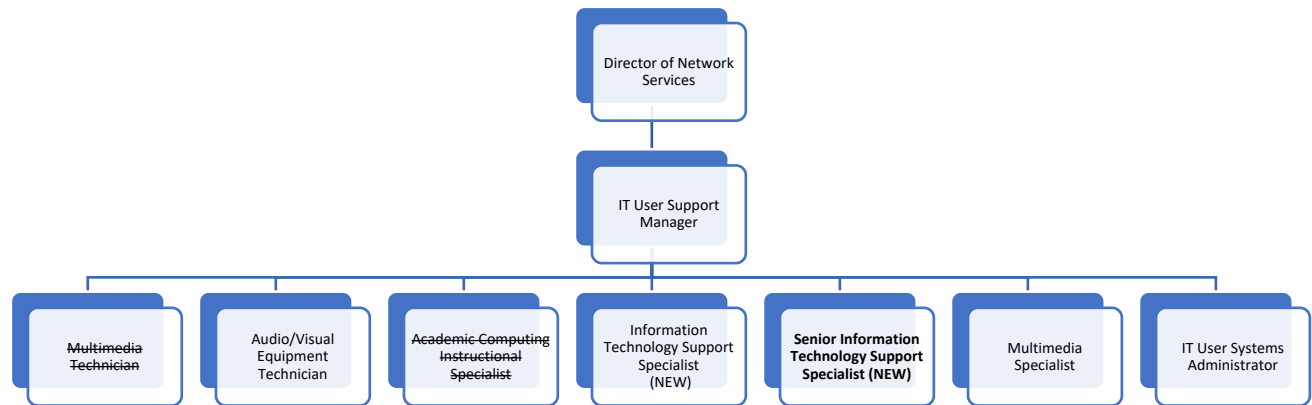 Director of Network
Services
IT User Support
Manager
Multimedia
Technician
Audio/Visual
Equipment
Technician
Academic Computing
Instructional
Specialist
Information
Technology Support
Specialist
(NEW)
Senior Information
Technology Support
Specialist (NEW)
Multimedia
Specialist
IT User Systems
Administrator